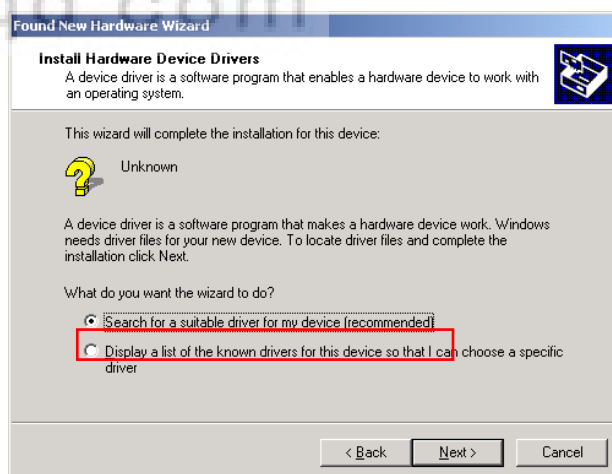 Found New Hardware Wizard
Install Hardware Device Drivers
A device driver is a software program that enables a hardware device to work with
an operating system.
This wizard will complete the installation for this device:
Unknown
A device driver is a software program that makes a hardware device work. Windows
needs driver files for your new device. To locate driver files and complete the
installation click Next.
What do you want the wizard to do?
Search for a suitable driver for my device (recommended)
Display a list of the known drivers for this device so that I can choose a specific
driver
< Back Next > Cancel